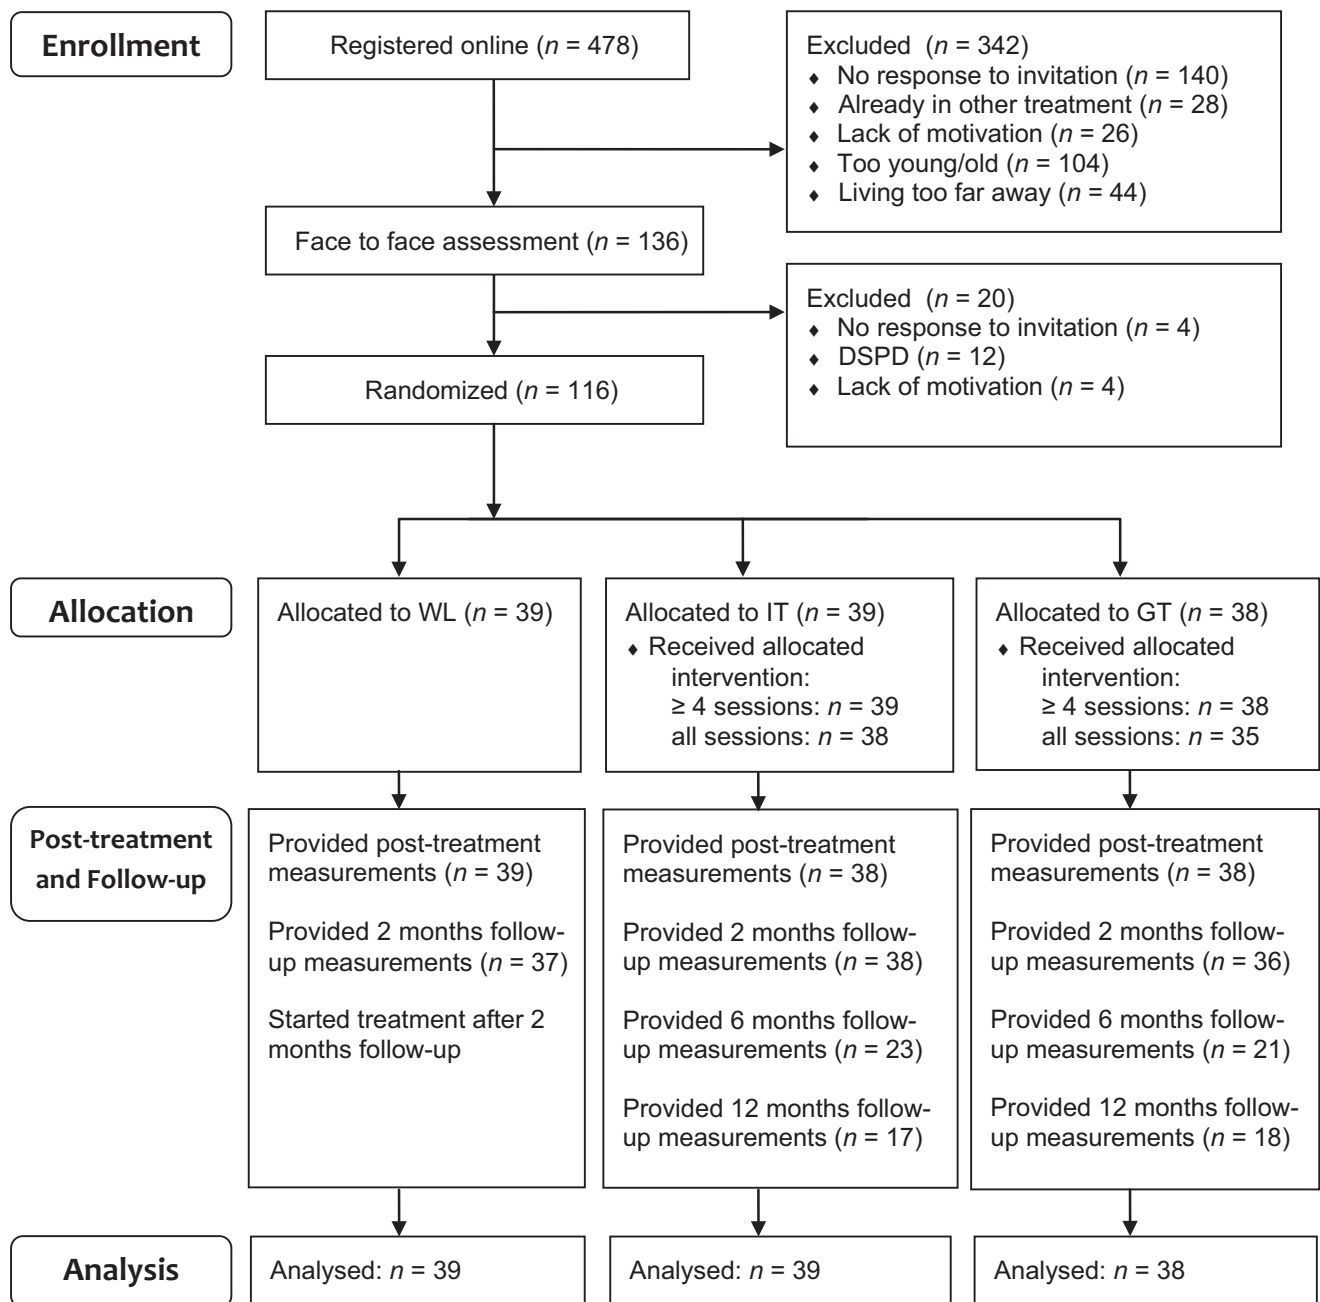 Enrollment
Registered online (n = 478)
Excluded (n = 342)
♦ No response to invitation (n = 140)
♦ Already in other treatment (n = 28)
♦ Lack of motivation (n = 26)
♦ Too young/old (n = 104)
♦ Living too far away (n = 44)
Face to face assessment (n = 136)
Excluded (n = 20)
♦ No response to invitation (n = 4)
♦ DSPD (n = 12)
♦ Lack of motivation (n = 4)
Randomized (n = 116)
Allocation
Allocated to WL (n = 39)
Allocated to IT (n = 39)
♦ Received allocated
intervention:
≥ 4 sessions: n = 39
all sessions: n = 38
Allocated to GT (n = 38)
♦ Received allocated
intervention:
≥ 4 sessions: n = 38
all sessions: n = 35
Post-treatment
and Follow-up
Provided post-treatment
measurements (n = 39)
Provided 2 months follow-
up measurements (n = 37)
Started treatment after 2
months follow-up
Provided post-treatment
measurements (n = 38)
Provided 2 months follow-
up measurements (n = 38)
Provided 6 months follow-
up measurements (n = 23)
Provided 12 months follow-
up measurements (n = 17)
Provided post-treatment
measurements (n = 38)
Provided 2 months follow-
up measurements (n = 36)
Provided 6 months follow-
up measurements (n = 21)
Provided 12 months follow-
up measurements (n = 18)
Analysis
Analysed: n = 39
Analysed: n = 39
Analysed: n = 38